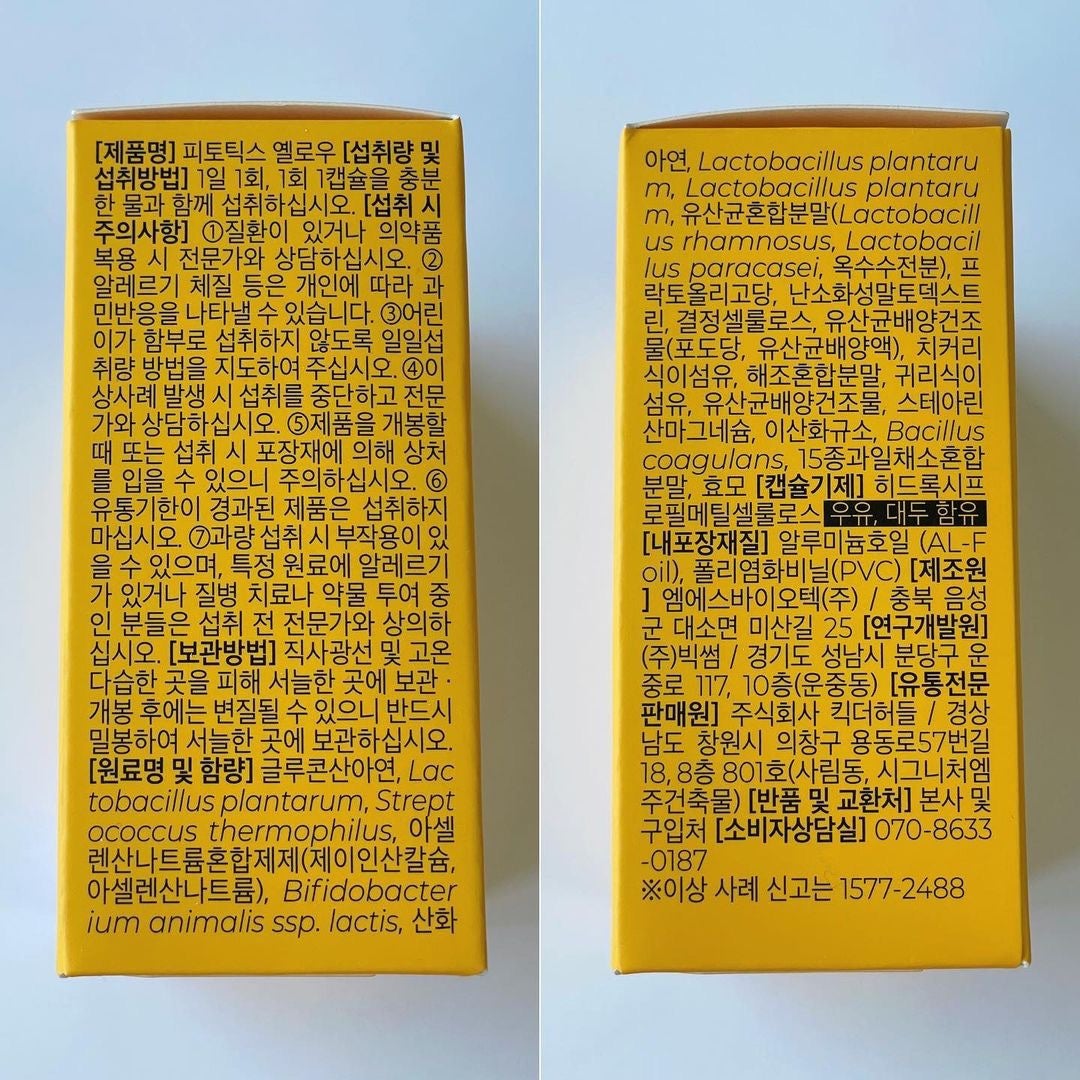 [제품명] 피토틱스 옐로우 [섭취량 및
섭취방법] 1일 1회, 1회 1캡슐을 충분
한 물과 함께 섭취하십시오. [섭취 시
주의사항] ①질환이 있거나 의약품
복용 시 전문가와 상담하십시오. ②
알레르기 체질 등은 개인에 따라 과
민반응을 나타낼 수 있습니다. ③어린
이가 함부로 섭취하지 않도록 일일섭
취량 방법을 지도하여 주십시오. ④이
상사례 발생 시 섭취를 중단하고 전문
가와 상담하십시오. ⑤제품을 개봉할
때 또는 섭취 시 포장재에 의해 상처
를 입을 수 있으니 주의하십시오. ⑥
유통기한이 경과된 제품은 섭취하지
마십시오. ⑦과량 섭취 시 부작용이 있
을 수 있으며, 특정 원료에 알레르기
가 있거나 질병 치료나 약물 투여 중
인 분들은 섭취 전 전문가와 상의하
십시오. [보관방법] 직사광선 및 고온
다습한 곳을 피해 서늘한 곳에 보관 ·
개봉 후에는 변질될 수 있으니 반드시
밀봉하여 서늘한 곳에 보관하십시오.
[원료명 및 함량] 글루콘산아연, Lac
tobacillus plantarum, Strept
ococcus thermophilus, 아셀
렌산나트륨혼합제제(제이인산칼슘,
아셀렌산나트륨), Bifidobacter
ium animalis ssp. lactis, 산화
아연, Lactobacillus plantaru
m, Lactobacillus plantaru
m, 유산균혼합분말(Lactobacill
us rhamnosus, Lactobacil
lus paracasei, 옥수수전분), 프
락토올리고당, 난소화성말토덱스트
린, 결정셀룰로스, 유산균배양건조
물(포도당, 유산균배양액), 치커리
식이섬유, 해조혼합분말, 귀리식이
섬유, 유산균배양건조물, 스테아린
산마그네슘, 이산화규소, Bacillus
coagulans, 15종과일채소혼합
분말, 효모 [캡슐기제] 히드록시프
로필메틸셀룰로스 우유, 대두 함유
[내포장재질] 알루미늄호일 (AL-F
oil), 폴리염화비닐(PVC) [제조원
] 엠에스바이오텍(주) / 충북 음성
군 대소면 미산길 25 [연구개발원]
(주)빅썸 / 경기도 성남시 분당구 운
중로 117, 10층(운중동) [유통전문
판매원] 주식회사 킥더허들 / 경상
남도 창원시 의창구 용동로57번길
18, 8층 801호(사림동, 시그니처엠
주건축물) [반품 및 교환처] 본사 및
구입처 [소비자상담실] 070-8633
-0187
※이상 사례 신고는 1577-2488